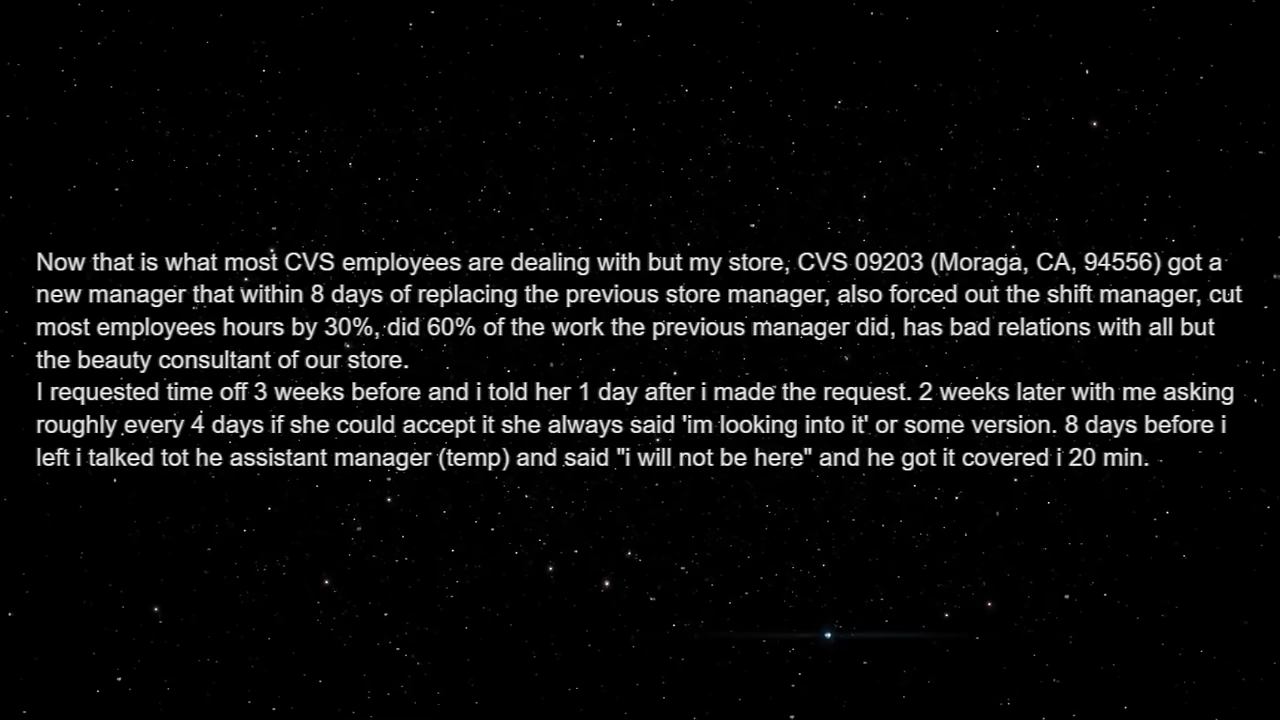 Now that is what most CVS employees are dealing with but my store, CVS 09203 (Moraga, CA, 94556) got a
new manager that within 8 days of replacing the previous store manager, also forced out the shift manager, cut
most employees hours by 30%, did 60% of the work the previous manager did, has bad relations with all but
the beauty consultant of our store.
I requested time off 3 weeks before and i told her 1 day after i made the request. 2 weeks later with me asking
roughly every 4 days if she could accept it she always said 'im looking into it' or some version. 8 days before i
left i talked tot he assistant manager (temp) and said "i will not be here" and he got it covered i 20 min.